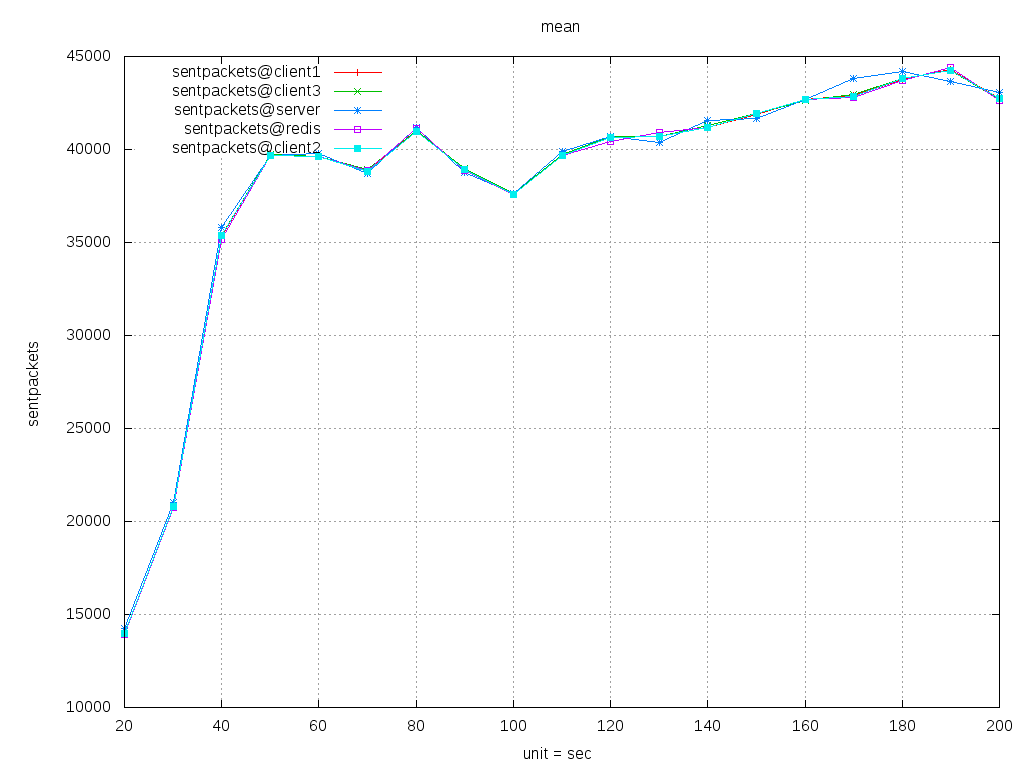 mean
45000
40000
35000
30000
25000
20000
15000
10000
sentpackets
sentpackets@client1
sentpackets@client3
sentpackets@server
sentpackets@redis
sentpackets@client2
20 40 60 80 100 120 140 160 180 200
unit = sec